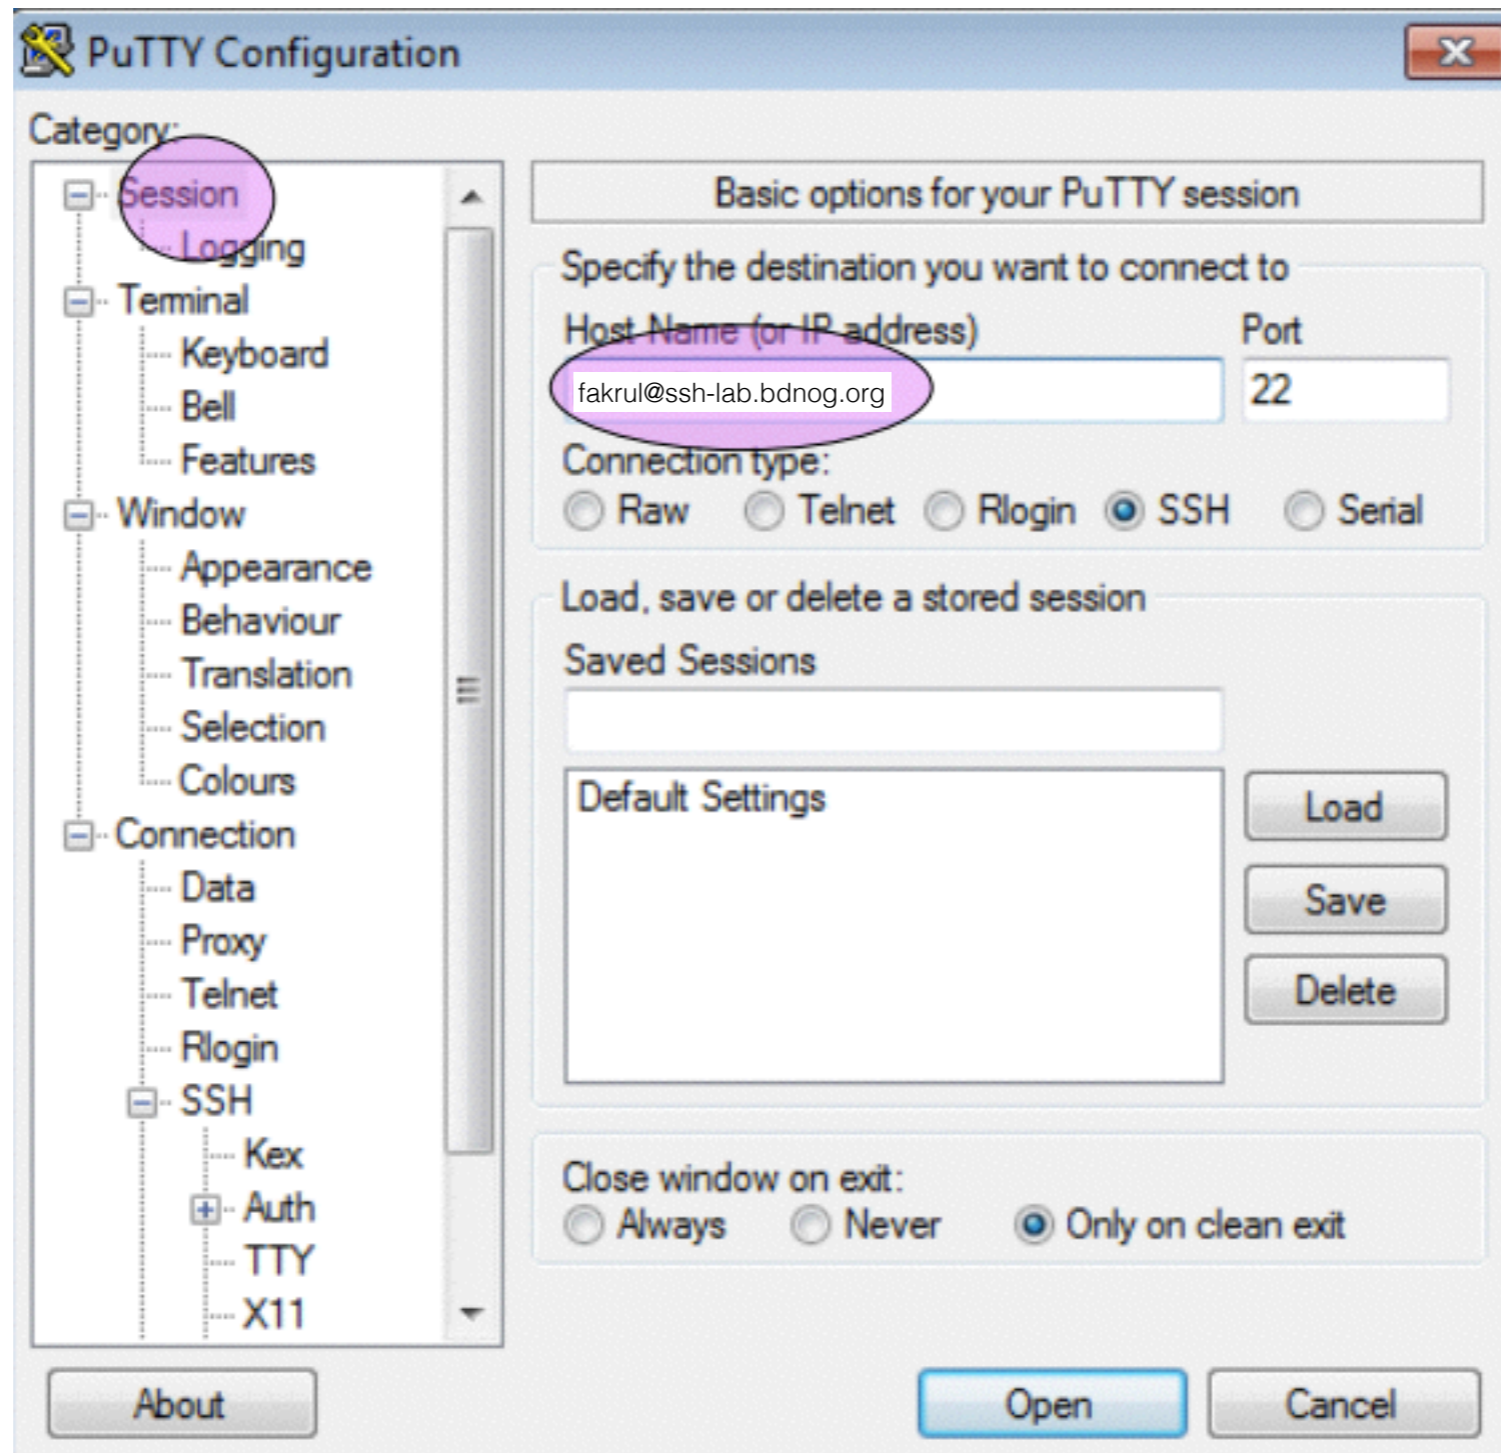 PuTTY Configuration
Category:
Session
Logging
Terminal
Keyboard
Bell
Features
Window
Appearance
Behaviour
Translation
Selection
Colours
Connection
Data
Proxy
Telnet
Rlogin
SSH
Kex
Auth
TTY
X11
Basic options for your PuTTY session
Specify the destination you want to connect to
Host Name (or IP address) Port
fakrul@ssh-lab.bdnog.org 22
Connection type:
Raw Telnet Rlogin SSH Serial
Load, save or delete a stored session
Saved Sessions
Default Settings
Load
Save
Delete
Close window on exit:
Always Never Only on clean exit
About Open Cancel